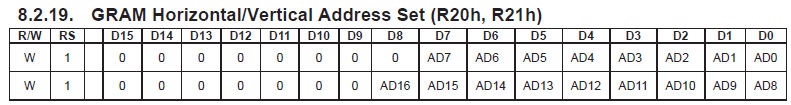 8.2.19. GRAM Horizontal/Vertical Address Set (R20h, R21h)
R/W RS D15 D14 D13 D12 D11 D10 D9 D8 D7 D6 D5 D4 D3 D2 D1 D0
W 1 0 0 0 0 0 0 0 0 AD7 AD6 AD5 AD4 AD3 AD2 AD1 AD0
W 1 0 0 0 0 0 0 0 AD16 AD15 AD14 AD13 AD12 AD11 AD10 AD9 AD8